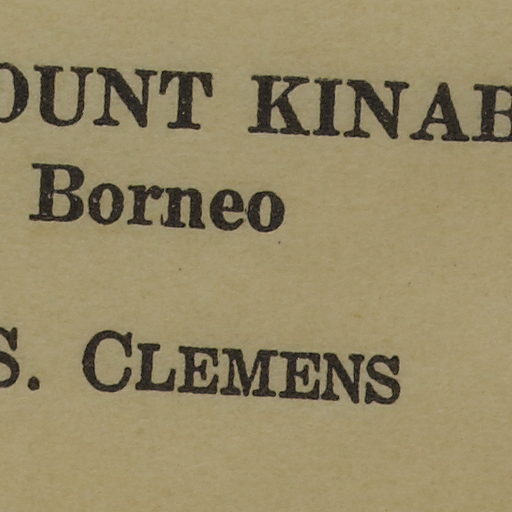 OUNT KINAB
Borneo
S. CLEMENS